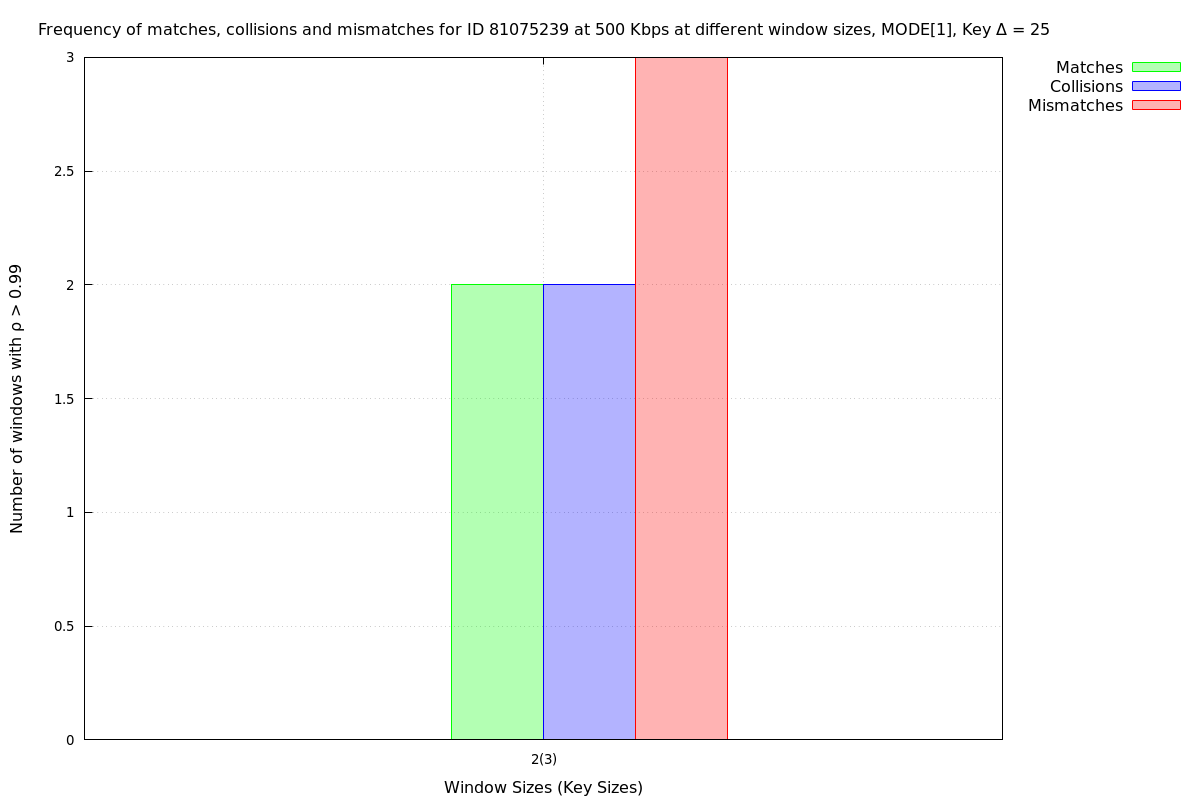 Frequency of matches, collisions and mismatches for ID 81075239 at 500 Kbps at different window sizes, MODE[1], Key Δ = 25
Matches
Collisions
Mismatches
3
2.5
2
1.5
1
0.5
0
Number of windows with ρ > 0.99
2(3)
Window Sizes (Key Sizes)